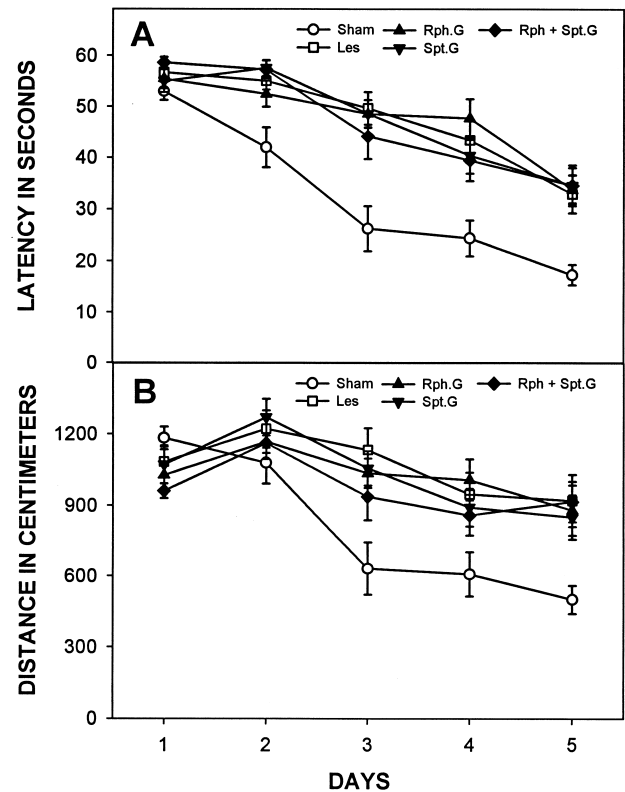 A
Sham Rph.G Rph + Spt.G
Les Spt.G
60
50
40
30
20
10
0
LATENCY IN SECONDS
B
Sham Rph.G Rph + Spt.G
Les Spt.G
1200
900
600
300
0
DISTANCE IN CENTIMETERS
1 2 3 4 5
DAYS